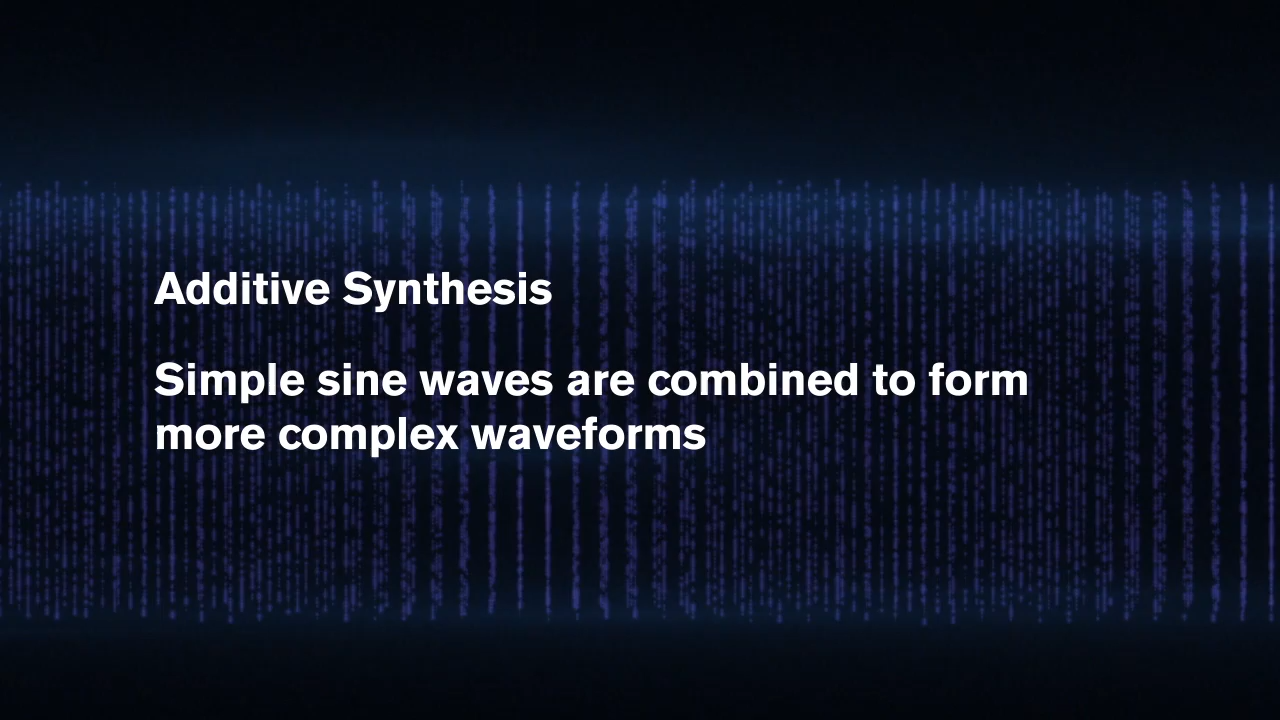 Additive Synthesis
Simple sine waves are combined to form
more complex waveforms